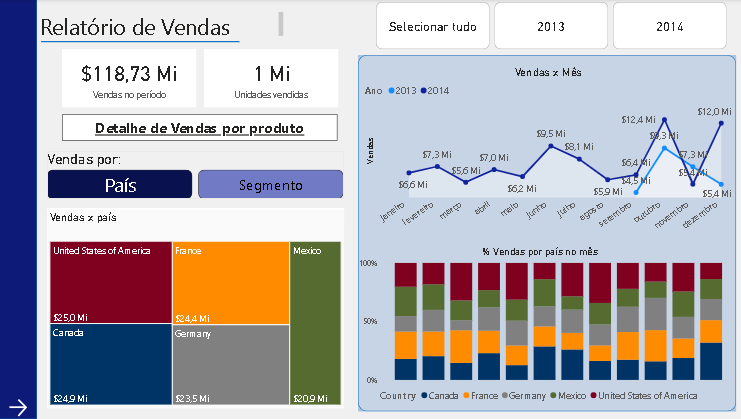 Relatório de Vendas
Selecionar tudo
2013
2014
$118,73 Mi
Vendas no período
1 Mi
Unidades vendidas
Detalhe de Vendas por produto
Vendas por:
País
Segmento
Vendas x país
United States of America
$25,0 Mi
France
$24,4 Mi
Mexico
$20,9 Mi
Canada
$24,9 Mi
Germany
$23,5 Mi
Vendas x Mês
Ano 2013 2014
Vendas
$6,6 Mi
$7,3 Mi
$5,6 Mi
$7,0 Mi
$6,2 Mi
$9,5 Mi
$8,1 Mi
$5,9 Mi
$6,4 Mi
$4,5 Mi
$12,4 Mi
$9,3 Mi
$7,3 Mi
$5,4 Mi
$12,0 Mi
$5,4 Mi
janeiro
fevereiro
março
abril
maio
junho
julho
agosto
setembro
outubro
novembro
dezembro
% Vendas por país no mês
100%
50%
0%
Country Canada France Germany Mexico United States of America